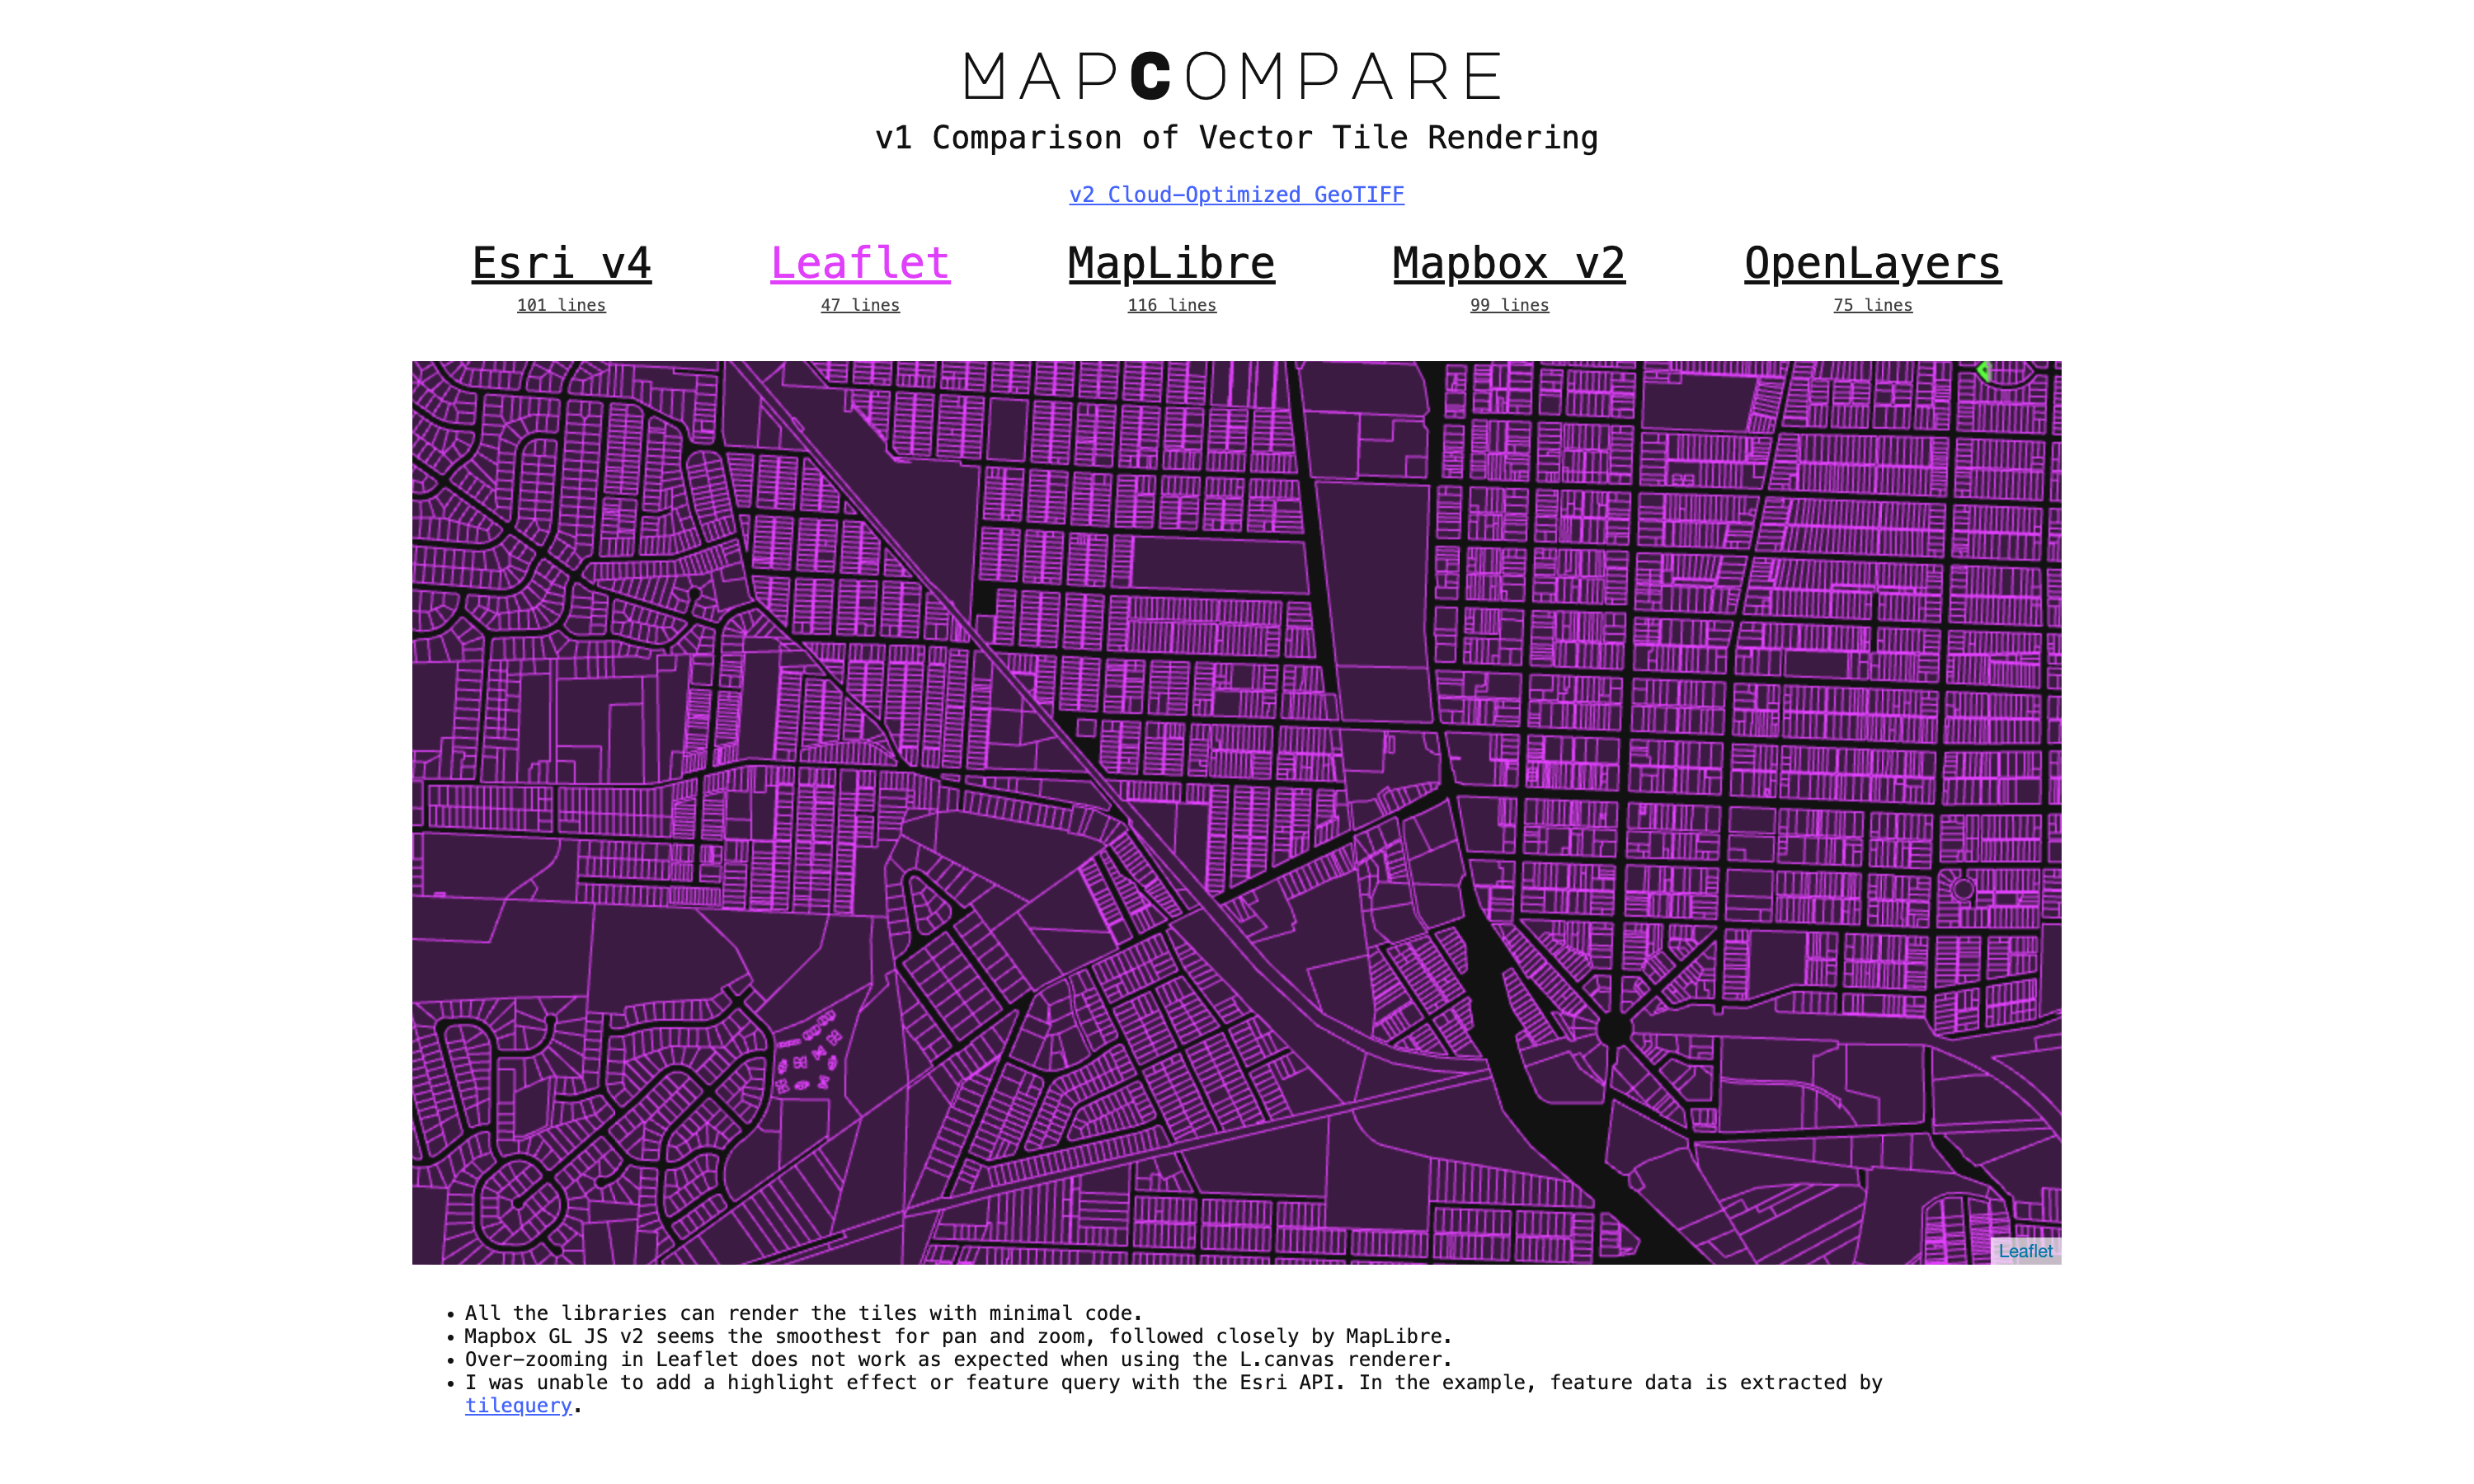 MAPCOMPARE
v1 Comparison of Vector Tile Rendering
v2 Cloud-Optimized GeoTIFF
Esri v4 Leaflet MapLibre Mapbox v2 OpenLayers
101 lines 47 lines 116 lines 99 lines 75 lines
Leaflet
• All the libraries can render the tiles with minimal code.
• Mapbox GL JS v2 seems the smoothest for pan and zoom, followed closely by MapLibre.
• Over-zooming in Leaflet does not work as expected when using the L.canvas renderer.
• I was unable to add a highlight effect or feature query with the Esri API. In the example, feature data is extracted by
tilequery.